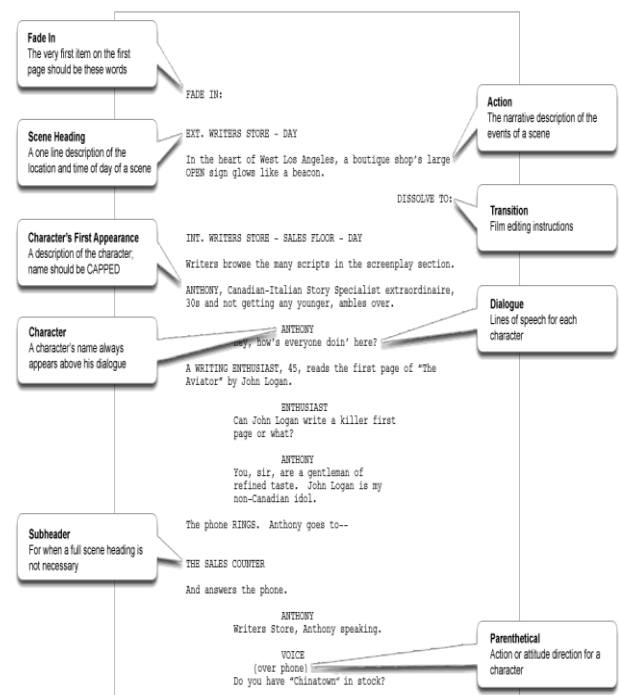 Fade In
The very first item on the first
page should be these words
FADE IN:
Action
The narrative description of the
events of a scene
Scene Heading
A one line description of the
location and time of day of a scene
EXT. WRITERS STORE - DAY
In the heart of West Los Angeles, a boutique shop's large
OPEN sign glows like a beacon.
DISSOLVE TO:
Transition
Film editing instructions
Character's First Appearance
A description of the character;
name should be CAPPED
INT. WRITERS STORE - SALES FLOOR - DAY
Writers browse the many scripts in the screenplay section.
ANTHONY, Canadian-Italian Story Specialist extraordinaire,
30s and not getting any younger, ambles over.
Dialogue
Lines of speech for each
character
Character
A character's name always
appears above his dialogue
ANTHONY
Hey, how's everyone doin' here?
A WRITING ENTHUSIAST, 45, reads the first page of "The
Aviator" by John Logan.
ENTHUSIAST
Can John Logan write a killer first
page or what?
ANTHONY
You, sir, are a gentleman of
refined taste. John Logan is my
non-Canadian idol.
The phone RINGS. Anthony goes to--
Subheader
For when a full scene heading is
not necessary
THE SALES COUNTER
And answers the phone.
ANTHONY
Writers Store, Anthony speaking.
Parenthetical
Action or attitude direction for a
character
VOICE
(over phone)
Do you have "Chinatown" in stock?